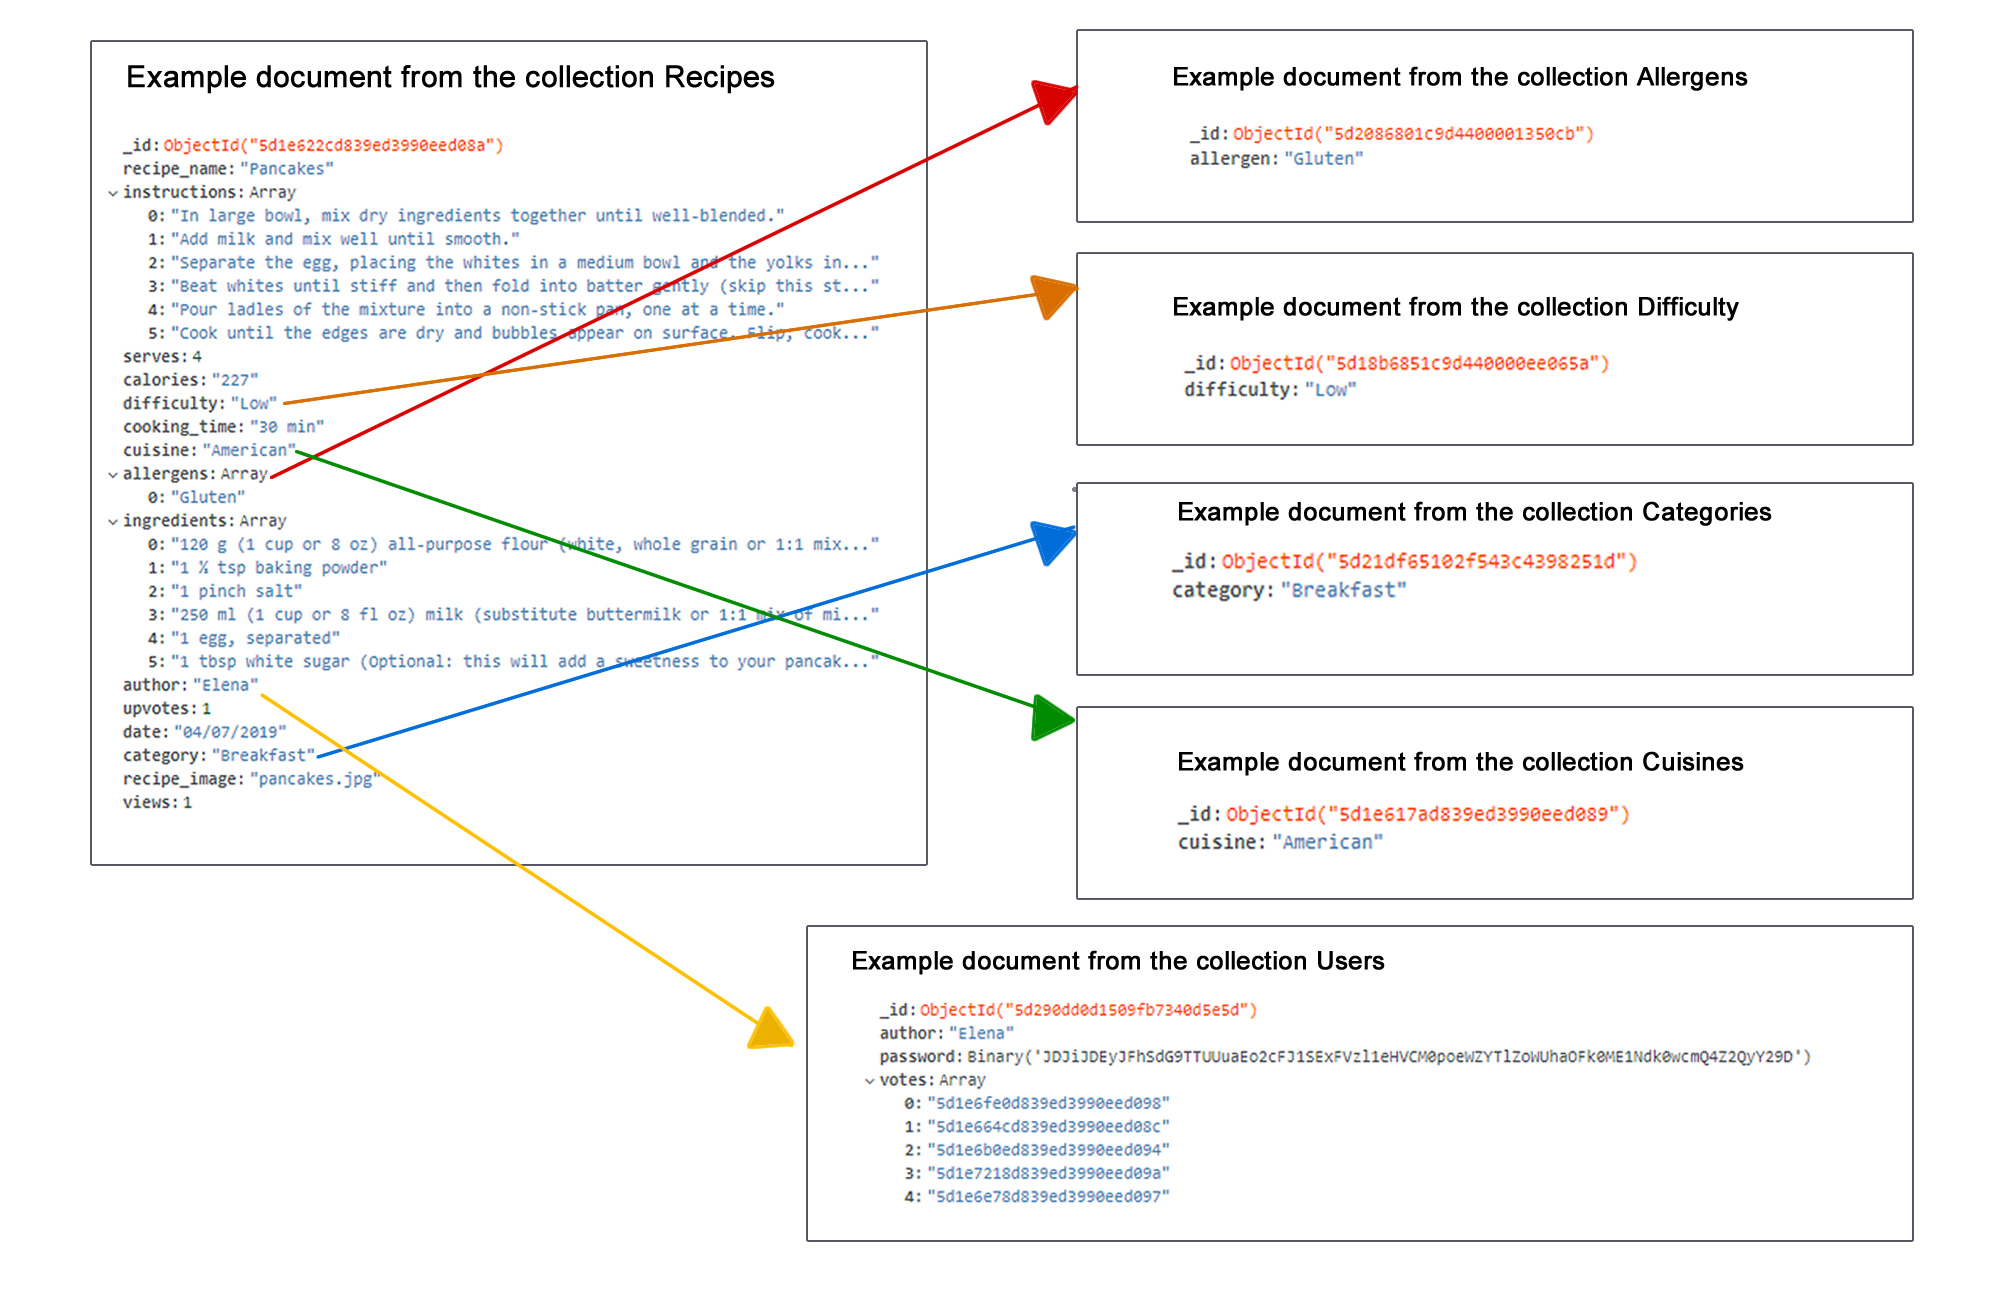 Example document from the collection Recipes
_id: ObjectId("5d1e622cd839ed3990eed08a")
recipe_name: "Pancakes"
instructions: Array
0: "In large bowl, mix dry ingredients together until well-blended."
1: "Add milk and mix well until smooth."
2: "Separate the egg, placing the whites in a medium bowl and the yolks in..."
3: "Beat whites until stiff and then fold into batter gently (skip this st..."
4: "Pour ladles of the mixture into a non-stick pan, one at a time."
5: "Cook until the edges are dry and bubbles appear on surface. Flip, cook..."
serves: 4
calories: "227"
difficulty: "Low"
cooking_time: "30 min"
cuisine: "American"
allergens: Array
0: "Gluten"
ingredients: Array
0: "120 g (1 cup or 8 oz) all-purpose flour (white, whole grain or 1:1 mix..."
1: "1 ½ tsp baking powder"
2: "1 pinch salt"
3: "250 ml (1 cup or 8 fl oz) milk (substitute buttermilk or 1:1 mix of mi..."
4: "1 egg, separated"
5: "1 tbsp white sugar (Optional: this will add a sweetness to your pancak..."
author: "Elena"
upvotes: 1
date: "04/07/2019"
category: "Breakfast"
recipe_image: "pancakes.jpg"
views: 1
Example document from the collection Allergens
_id: ObjectId("5d2086801c9d4400001350cb")
allergen: "Gluten"
Example document from the collection Difficulty
_id: ObjectId("5d18b6851c9d440000ee065a")
difficulty: "Low"
Example document from the collection Categories
_id: ObjectId("5d21df65102f543c4398251d")
category: "Breakfast"
Example document from the collection Cuisines
_id: ObjectId("5d1e617ad839ed3990eed089")
cuisine: "American"
Example document from the collection Users
_id: ObjectId("5d290dd0d1509fb7340d5e5d")
author: "Elena"
password: Binary('JDJiJDEyJFhSdG9TTUUuaEo2cFJ1SExFVzl1eHVCM0poeWZYTlZoWUhaOFk0ME1Ndk0wcmQ4Z2QyY29D')
votes: Array
0: "5d1e6fe0d839ed3990eed098"
1: "5d1e664cd839ed3990eed08c"
2: "5d1e6b0ed839ed3990eed094"
3: "5d1e7218d839ed3990eed09a"
4: "5d1e6e78d839ed3990eed097"